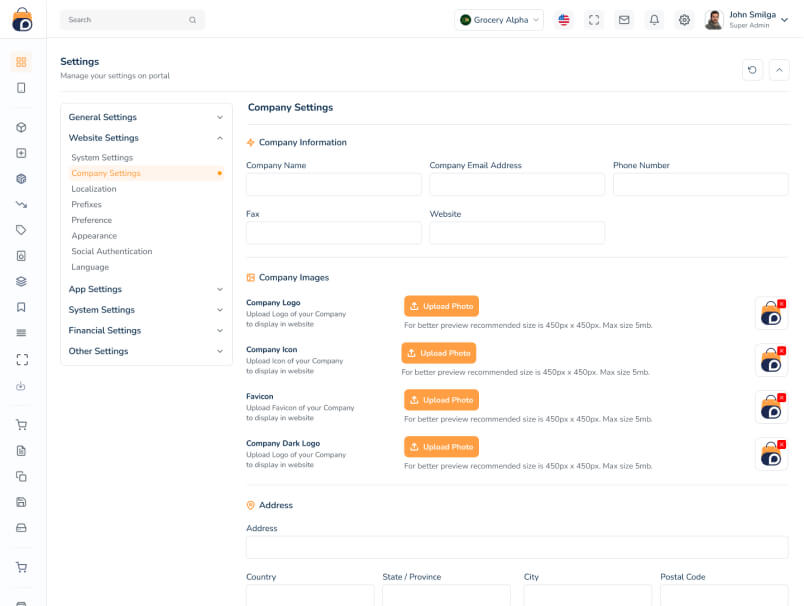 Search
Grocery Alpha
John Smilga
Super Admin
Settings
Manage your settings on portal
General Settings
Website Settings
System Settings
Company Settings
Localization
Prefixes
Preference
Appearance
Social Authentication
Language
App Settings
System Settings
Financial Settings
Other Settings
Company Settings
Company Information
Company Name
Company Email Address
Phone Number
Fax
Website
Company Images
Company Logo
Upload Logo of your Company
to display in website
Upload Photo
For better preview recommended size is 450px x 450px. Max size 5mb.
Company Icon
Upload Icon of your Company
to display in website
Upload Photo
For better preview recommended size is 450px x 450px. Max size 5mb.
Favicon
Upload Favicon of your Company
to display in website
Upload Photo
For better preview recommended size is 450px x 450px. Max size 5mb.
Company Dark Logo
Upload Logo of your Company
to display in website
Upload Photo
For better preview recommended size is 450px x 450px. Max size 5mb.
Address
Address
Country
State / Province
City
Postal Code